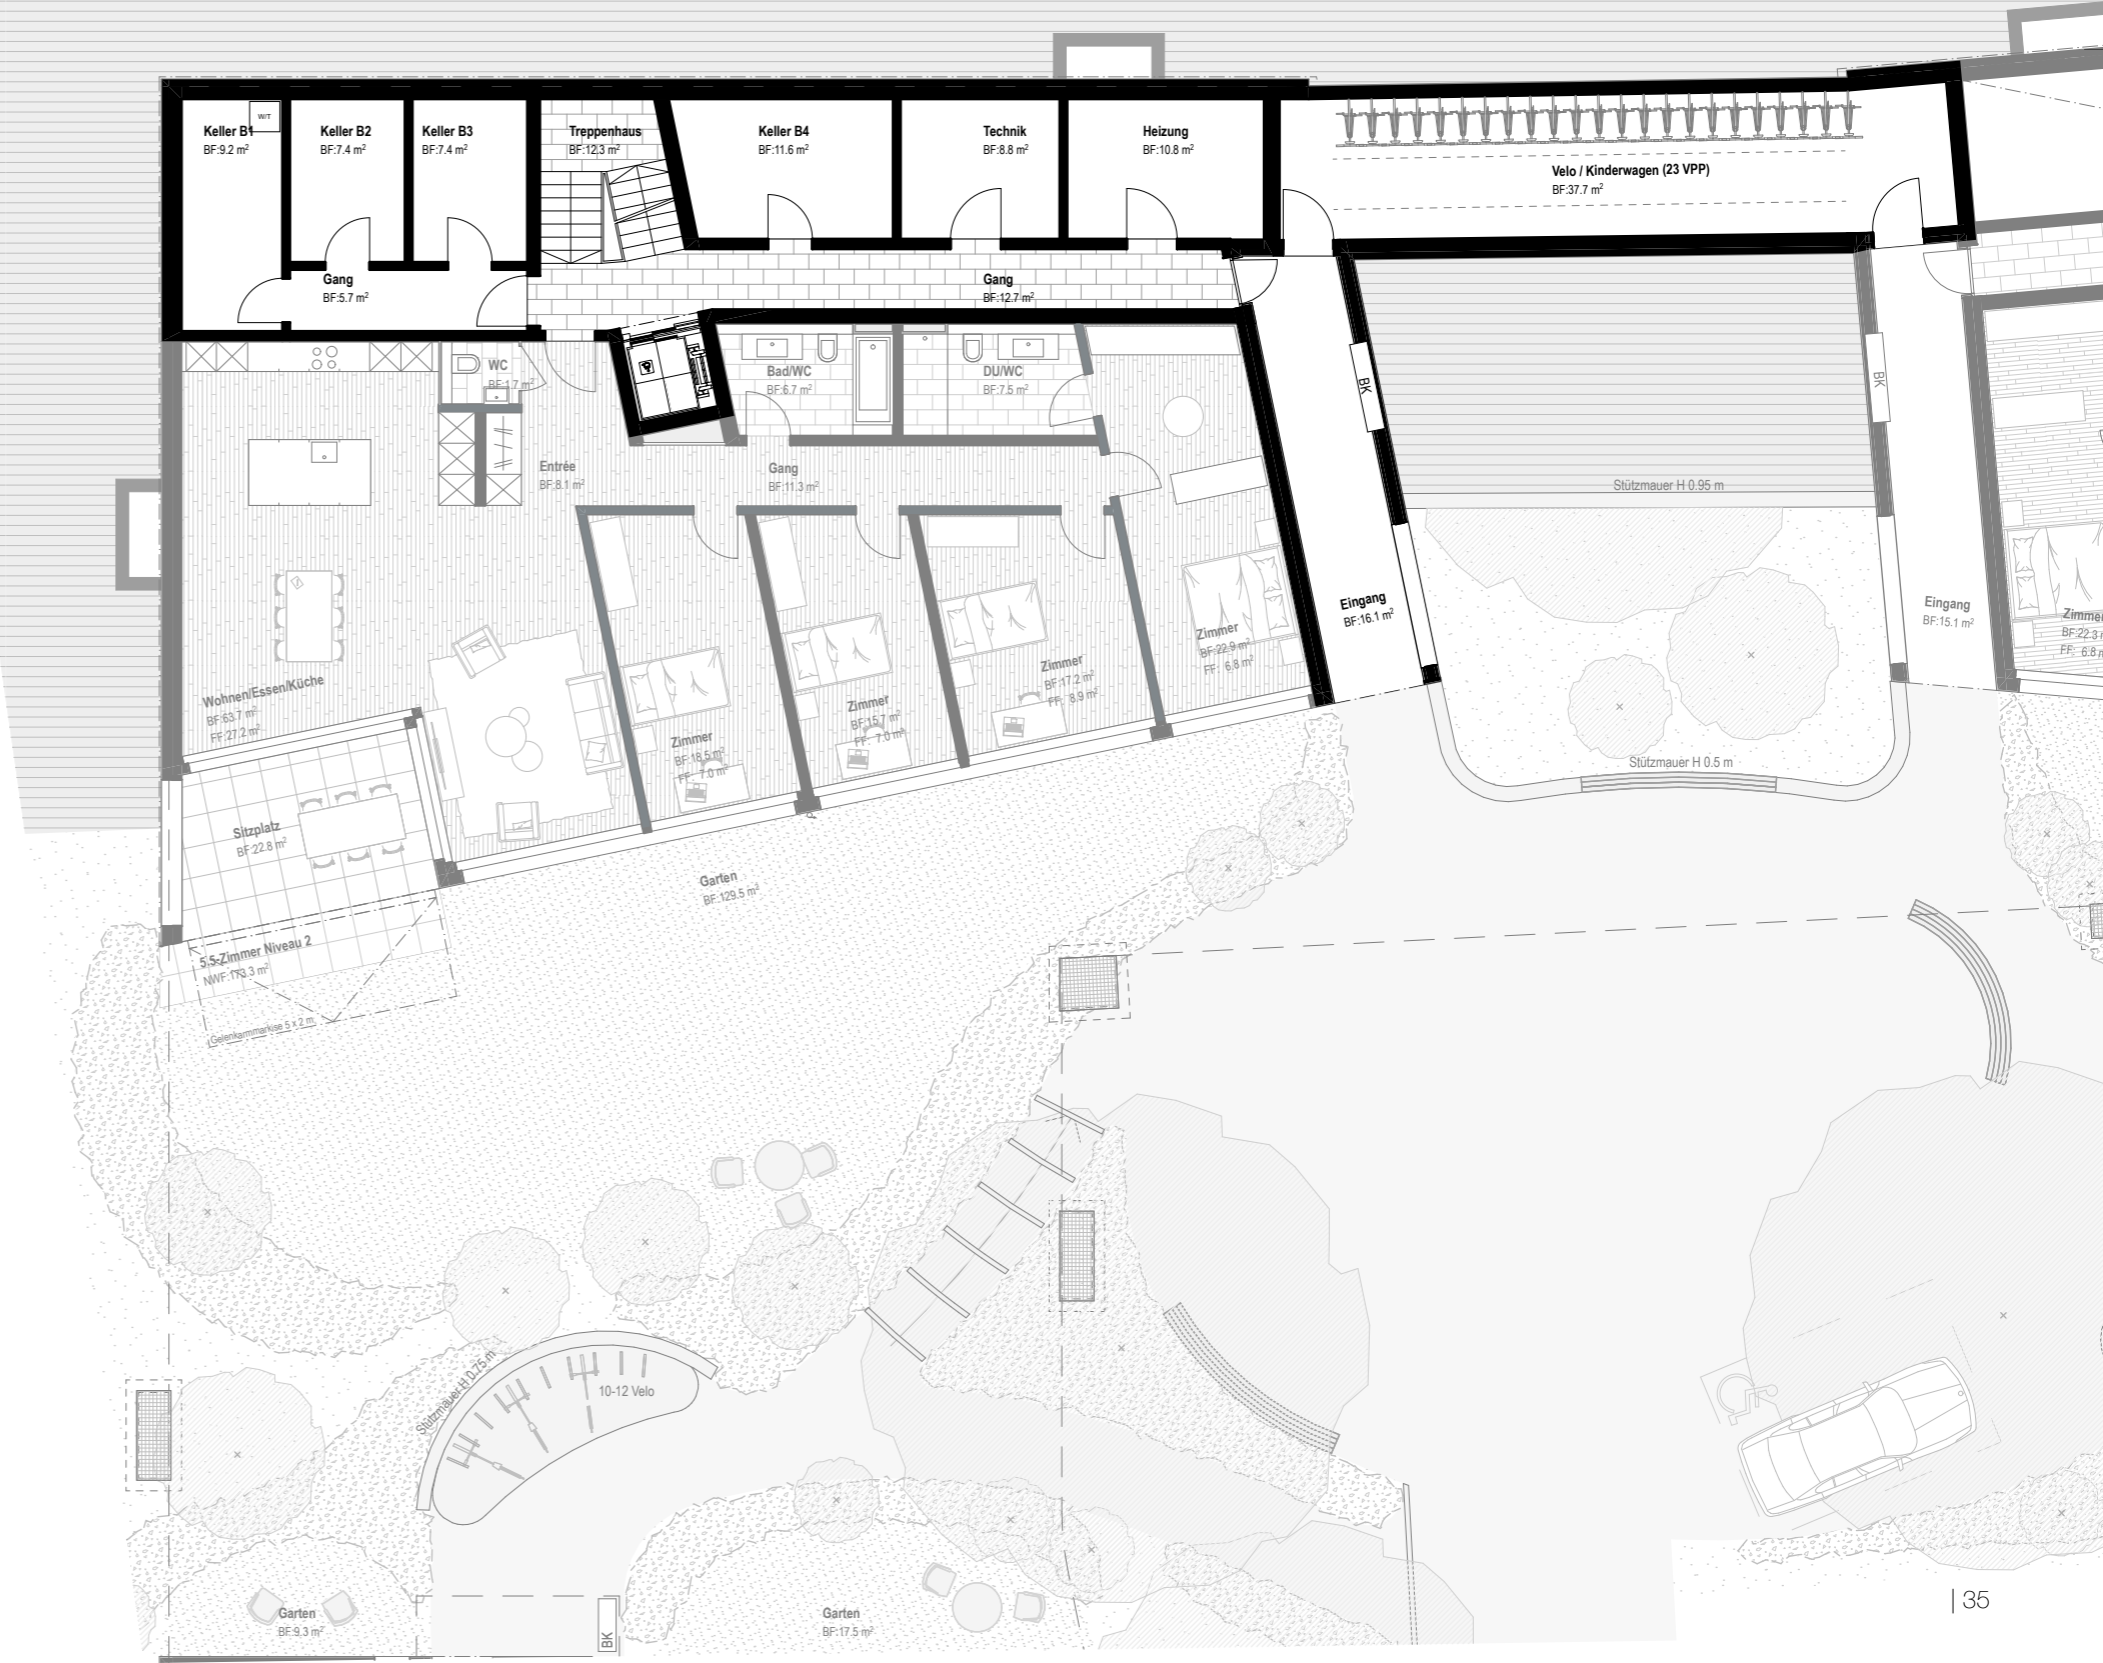 Keller B1
BF:9.2 m²
W/T
Keller B2
BF:7.4 m²
Keller B3
BF:7.4 m²
Treppenhaus
BF:12.3 m²
Keller B4
BF:11.6 m²
Technik
BF:8.8 m²
Heizung
BF:10.8 m²
Velo / Kinderwagen (23 VPP)
BF:37.7 m²
Gang
BF:5.7 m²
Gang
BF:12.7 m²
WC
BF:1.7 m²
Bad/WC
BF:6.7 m²
DU/WC
BF:7.5 m²
BK
BK
Entrée
BF:8.1 m²
Gang
BF:11.3 m²
Stützmauer H 0.95 m
Eingang
BF:16.1 m²
Eingang
BF:15.1 m²
Zimmer
BF:22.9 m²
FF: 6.8 m²
Zimmer
BF:22.3
FF: 6.8
Wohnen/Essen/Küche
BF:63.7 m²
FF:27.2 m²
Zimmer
BF:17.2 m²
FF: 8.9 m²
Zimmer
BF:15.7 m²
FF: 7.0 m²
Zimmer
BF:18.5 m²
FF: 7.0 m²
Stützmauer H 0.5 m
Sitzplatz
BF:22.8 m²
Garten
BF:129.5 m²
5.5-Zimmer Niveau 2
NWF:173.3 m²
Gelenkarmmarkise 5 x 2 m
Stützmauer H 0.75 m
10-12 Velo
Garten
BF:9.3 m²
BK
Garten
BF:17.5 m²
| 35